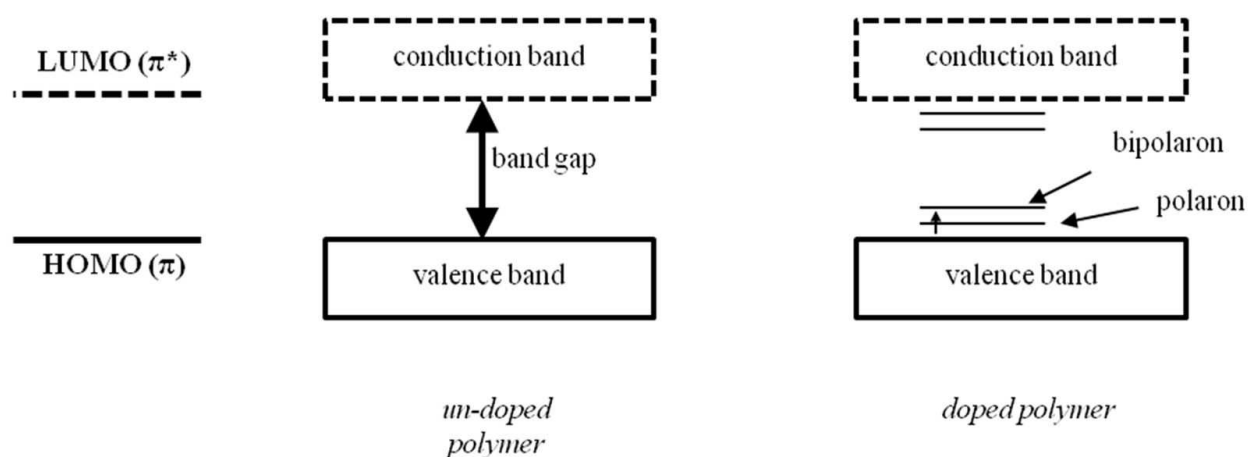 LUMO (π*)
HOMO (π)
conduction band
band gap
valence band
un-doped
polymer
conduction band
bipolaron
polaron
valence band
doped polymer